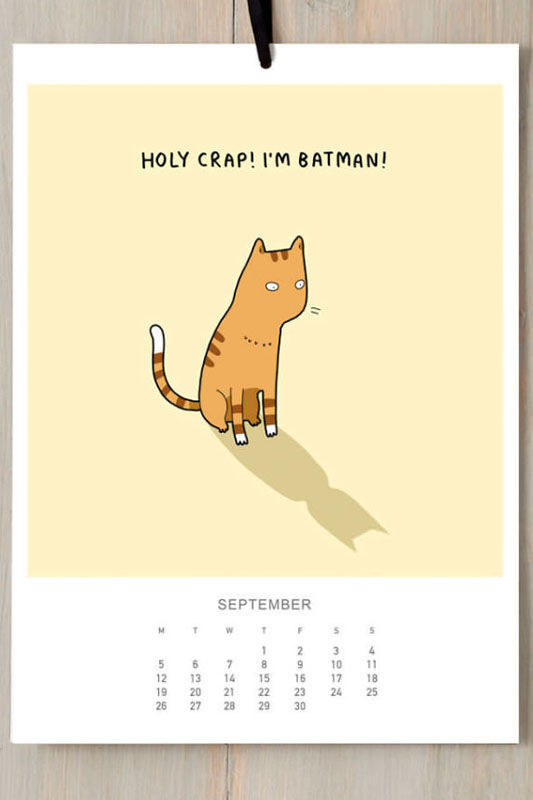 HOLY CRAP! I'M BATMAN!
SEPTEMBER
M T W T F S S
1 2 3 4
5 6 7 8 9 10 11
12 13 14 15 16 17 18
19 20 21 22 23 24 25
26 27 28 29 30